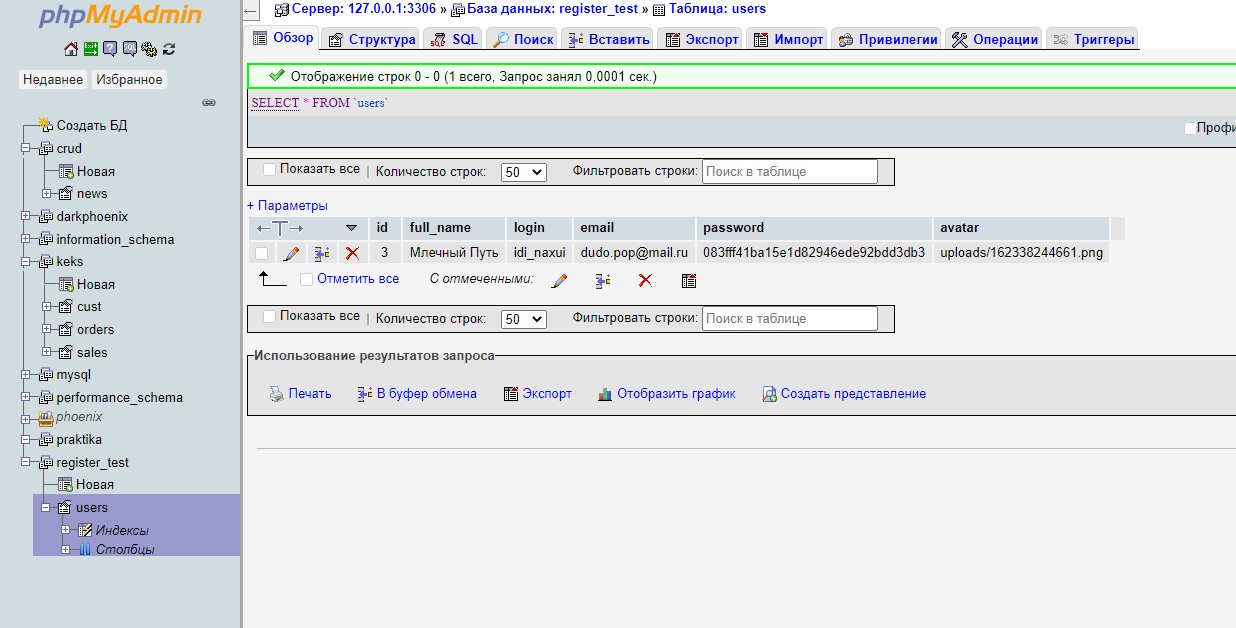 phpMyAdmin
Недавнее Избранное
Создать БД
crud
Новая
news
darkphoenix
information_schema
keks
Новая
cust
orders
sales
mysql
performance_schema
phoenix
praktika
register_test
Новая
users
Индексы
Столбцы
Сервер: 127.0.0.1:3306 » База данных: register_test » Таблица: users
Обзор Структура SQL Поиск Вставить Экспорт Импорт Привилегии Операции Триггеры
Отображение строк 0 - 0 (1 всего, Запрос занял 0,0001 сек.)
SELECT * FROM `users`
Профи
Показать все | Количество строк: 50 Фильтровать строки: Поиск в таблице
+ Параметры
←T→ id full_name login email password avatar
3 Млечный Путь idi_naxui dudo.pop@mail.ru 083fff41ba15e1d82946ede92bdd3db3 uploads/162338244661.png
Отметить все С отмеченными:
Показать все | Количество строк: 50 Фильтровать строки: Поиск в таблице
Использование результатов запроса
Печать В буфер обмена Экспорт Отобразить график Создать представление